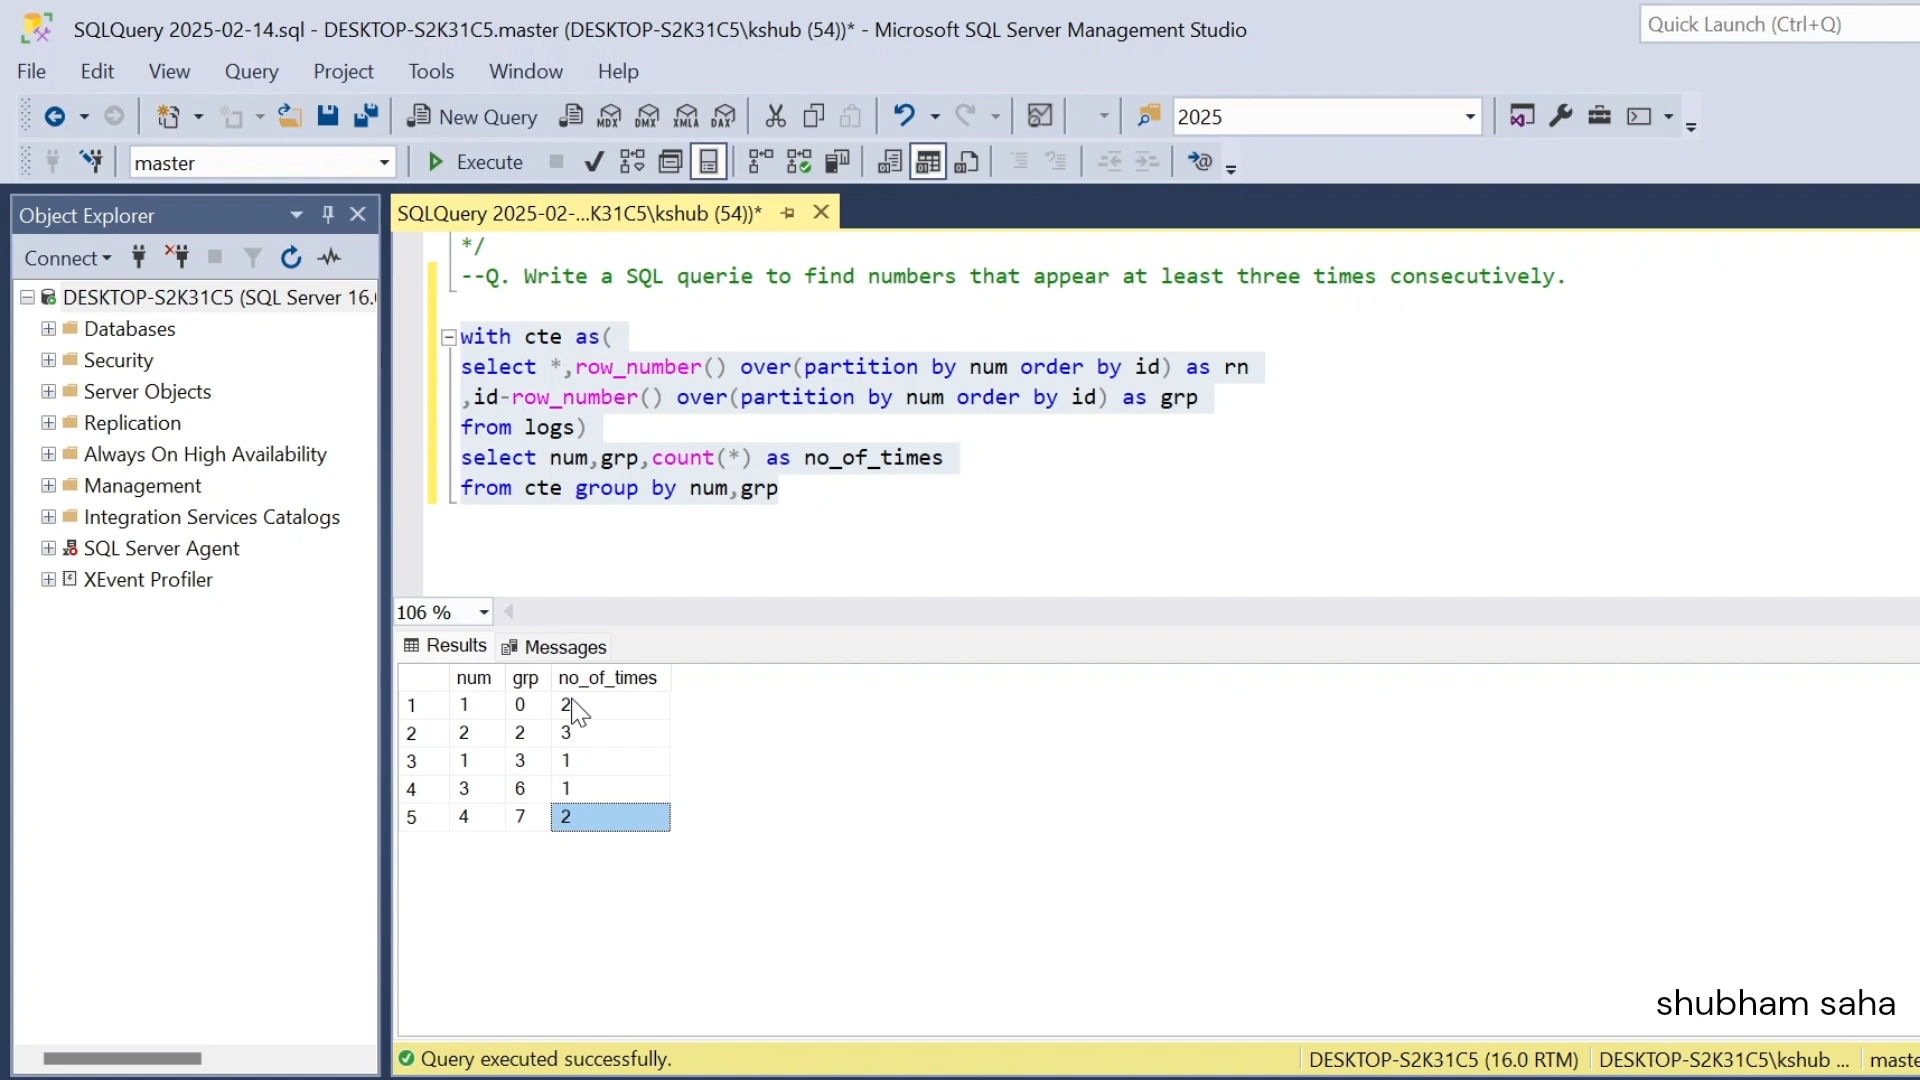 SQLQuery 2025-02-14.sql - DESKTOP-S2K31C5.master (DESKTOP-S2K31C5\kshub (54))* - Microsoft SQL Server Management Studio
Quick Launch (Ctrl+Q)
File Edit View Query Project Tools Window Help
New Query MDX DMX XMLA DAX 2025
master Execute
Object Explorer
Connect
DESKTOP-S2K31C5 (SQL Server 16.
Databases
Security
Server Objects
Replication
Always On High Availability
Management
Integration Services Catalogs
SQL Server Agent
XEvent Profiler
SQLQuery 2025-02-...K31C5\kshub (54))*
*/
--Q. Write a SQL querie to find numbers that appear at least three times consecutively.
with cte as(
select *,row_number() over(partition by num order by id) as rn
,id-row_number() over(partition by num order by id) as grp
from logs)
select num,grp,count(*) as no_of_times
from cte group by num,grp
106 %
Results Messages
num grp no_of_times
1 1 0 2
2 2 2 3
3 1 3 1
4 3 6 1
5 4 7 2
shubham saha
Query executed successfully.
DESKTOP-S2K31C5 (16.0 RTM) DESKTOP-S2K31C5\kshub ... maste